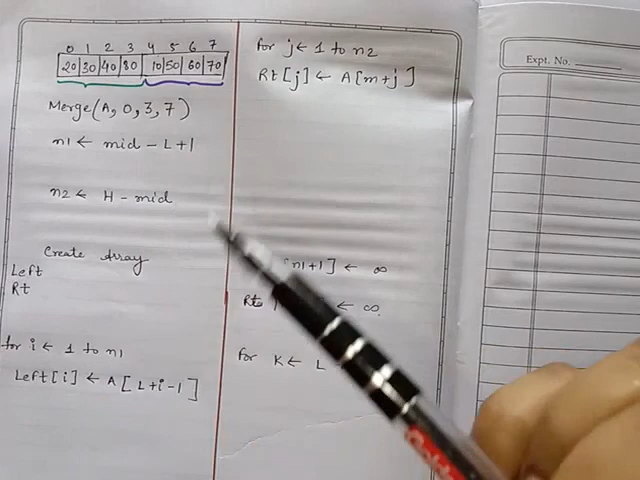 0 1 2 3 4 5 6 7
20 30 40 80 10 50 60 70
Merge(A, 0, 3, 7)
n1 ← mid - L + 1
n2 ← H - mid
Create Array
Left
Rt
for i ← 1 to n1
Left[i] ← A[L+i-1]
for j ← 1 to n2
Rt[j] ← A[m+j]
[n1+1] ← ∞
Rt ← ∞
for K ← L
Expt. No.